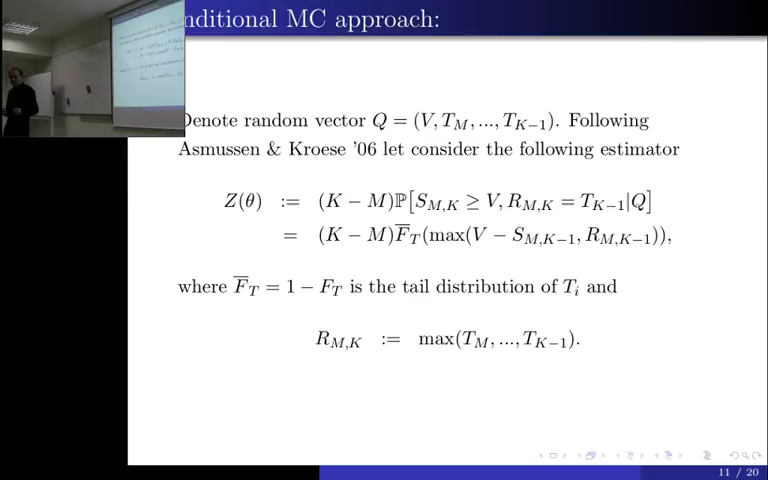 nditional MC approach:
Denote random vector Q = (V, T_M, ..., T_{K−1}). Following
Asmussen & Kroese '06 let consider the following estimator
Z(θ) := (K − M)ℙ[S_{M,K} ≥ V, R_{M,K} = T_{K−1}|Q]
= (K − M)F̅_T(max(V − S_{M,K−1}, R_{M,K−1})),
where F̅_T = 1 − F_T is the tail distribution of T_i and
R_{M,K} := max(T_M, ..., T_{K−1}).
11 / 20